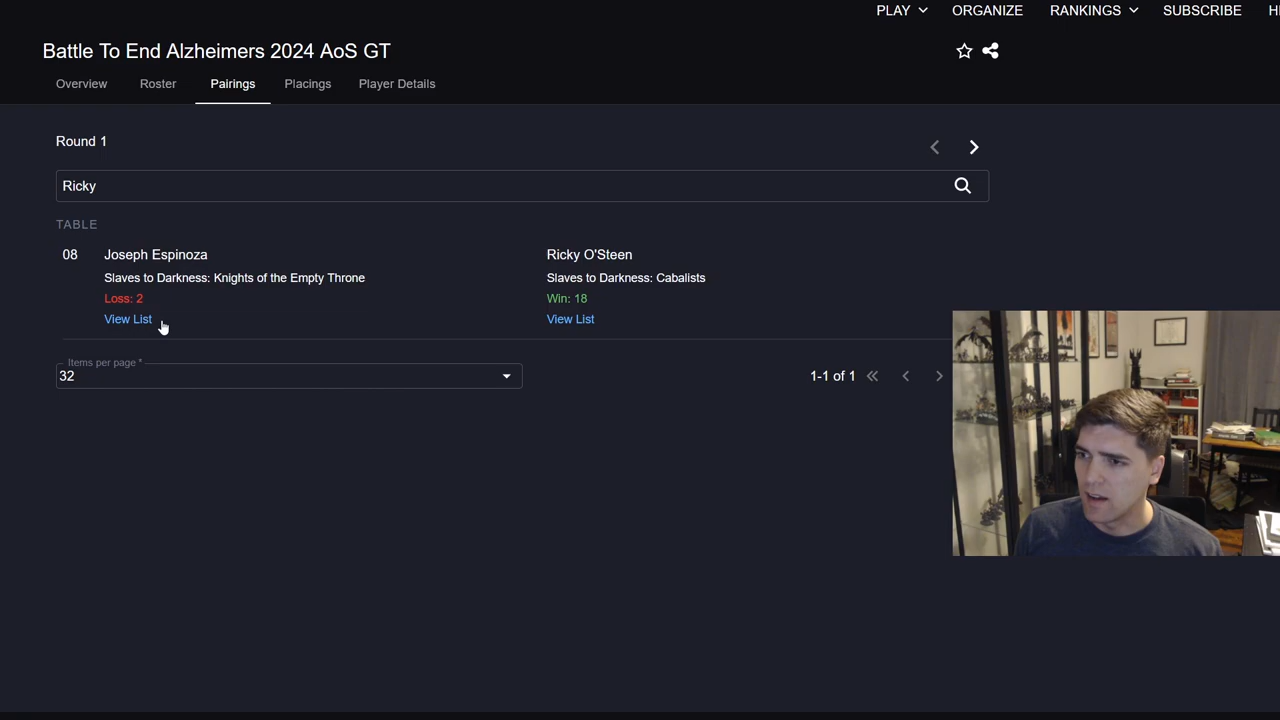 PLAY ORGANIZE RANKINGS SUBSCRIBE
Battle To End Alzheimers 2024 AoS GT
Overview Roster Pairings Placings Player Details
Round 1
Ricky
TABLE
08 Joseph Espinoza Ricky O'Steen
Slaves to Darkness: Knights of the Empty Throne Slaves to Darkness: Cabalists
Loss: 2 Win: 18
View List View List
Items per page *
32 1-1 of 1